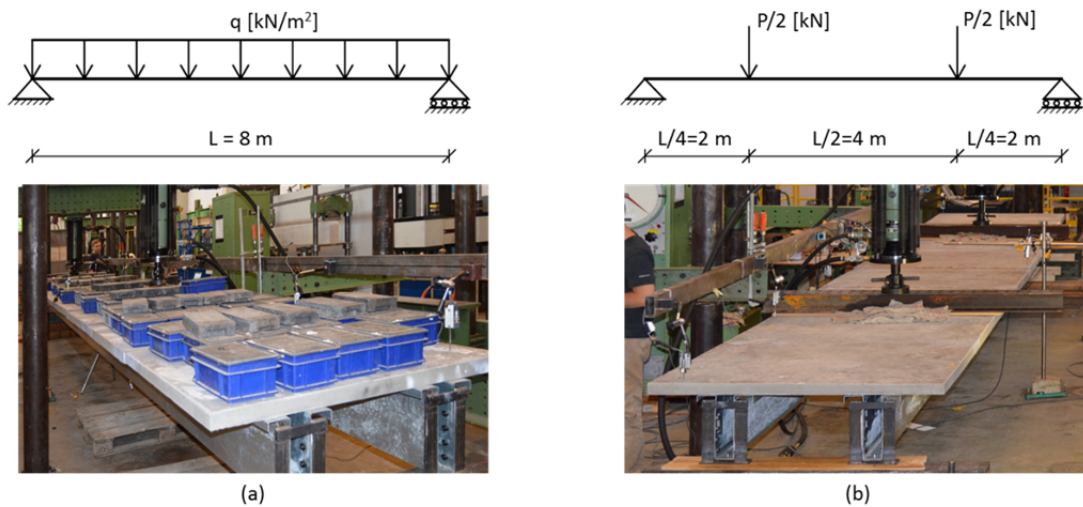 q [kN/m²]
L = 8 m
(a)
P/2 [kN]
P/2 [kN]
L/4=2 m
L/2=4 m
L/4=2 m
(b)